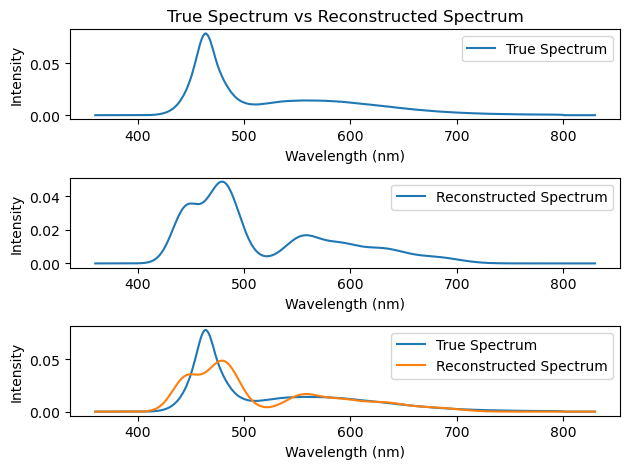 True Spectrum vs Reconstructed Spectrum
Intensity
0.05
0.00
True Spectrum
400 500 600 700 800
Wavelength (nm)
Intensity
0.04
0.02
0.00
Reconstructed Spectrum
400 500 600 700 800
Wavelength (nm)
Intensity
0.05
0.00
True Spectrum
Reconstructed Spectrum
400 500 600 700 800
Wavelength (nm)